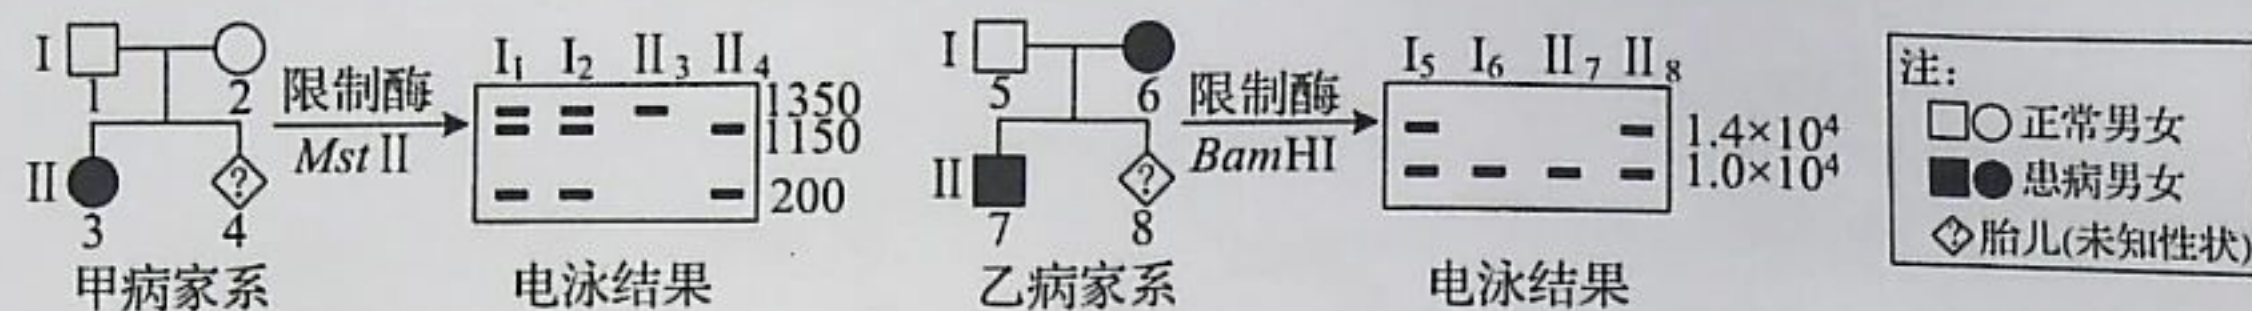 I 1 2 限制酶 MstII I1 I2 II3 II4 1350
1150
200
II 3 ? 4
甲病家系 电泳结果
I 5 6 限制酶 BamHI I5 I6 II7 II8
1.4×10⁴
1.0×10⁴
II 7 ? 8
乙病家系 电泳结果
注:
正常男女
患病男女
?胎儿(未知性状)